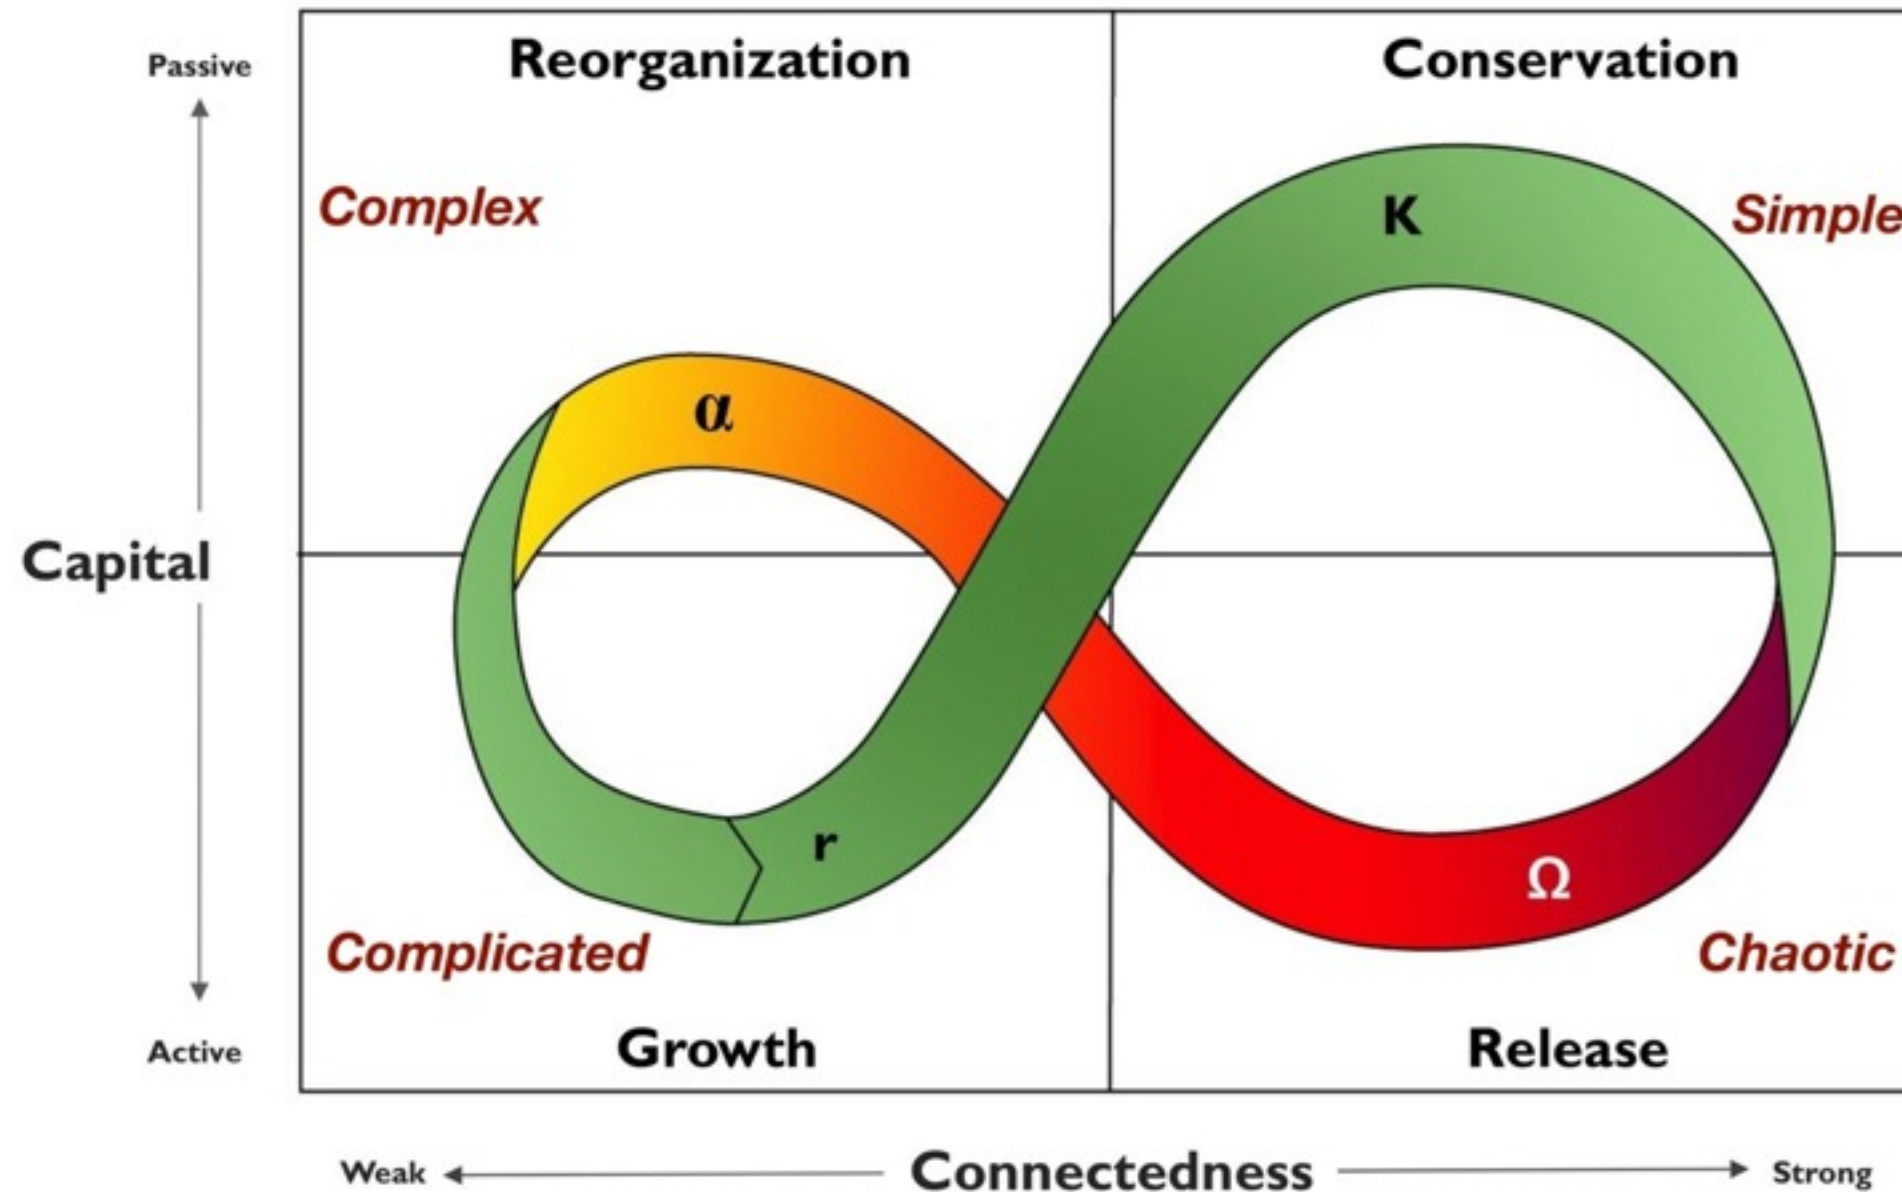 Passive
Reorganization
Conservation
Complex
Simple
K
α
Capital
r
Ω
Complicated
Chaotic
Active
Growth
Release
Weak
Connectedness
Strong